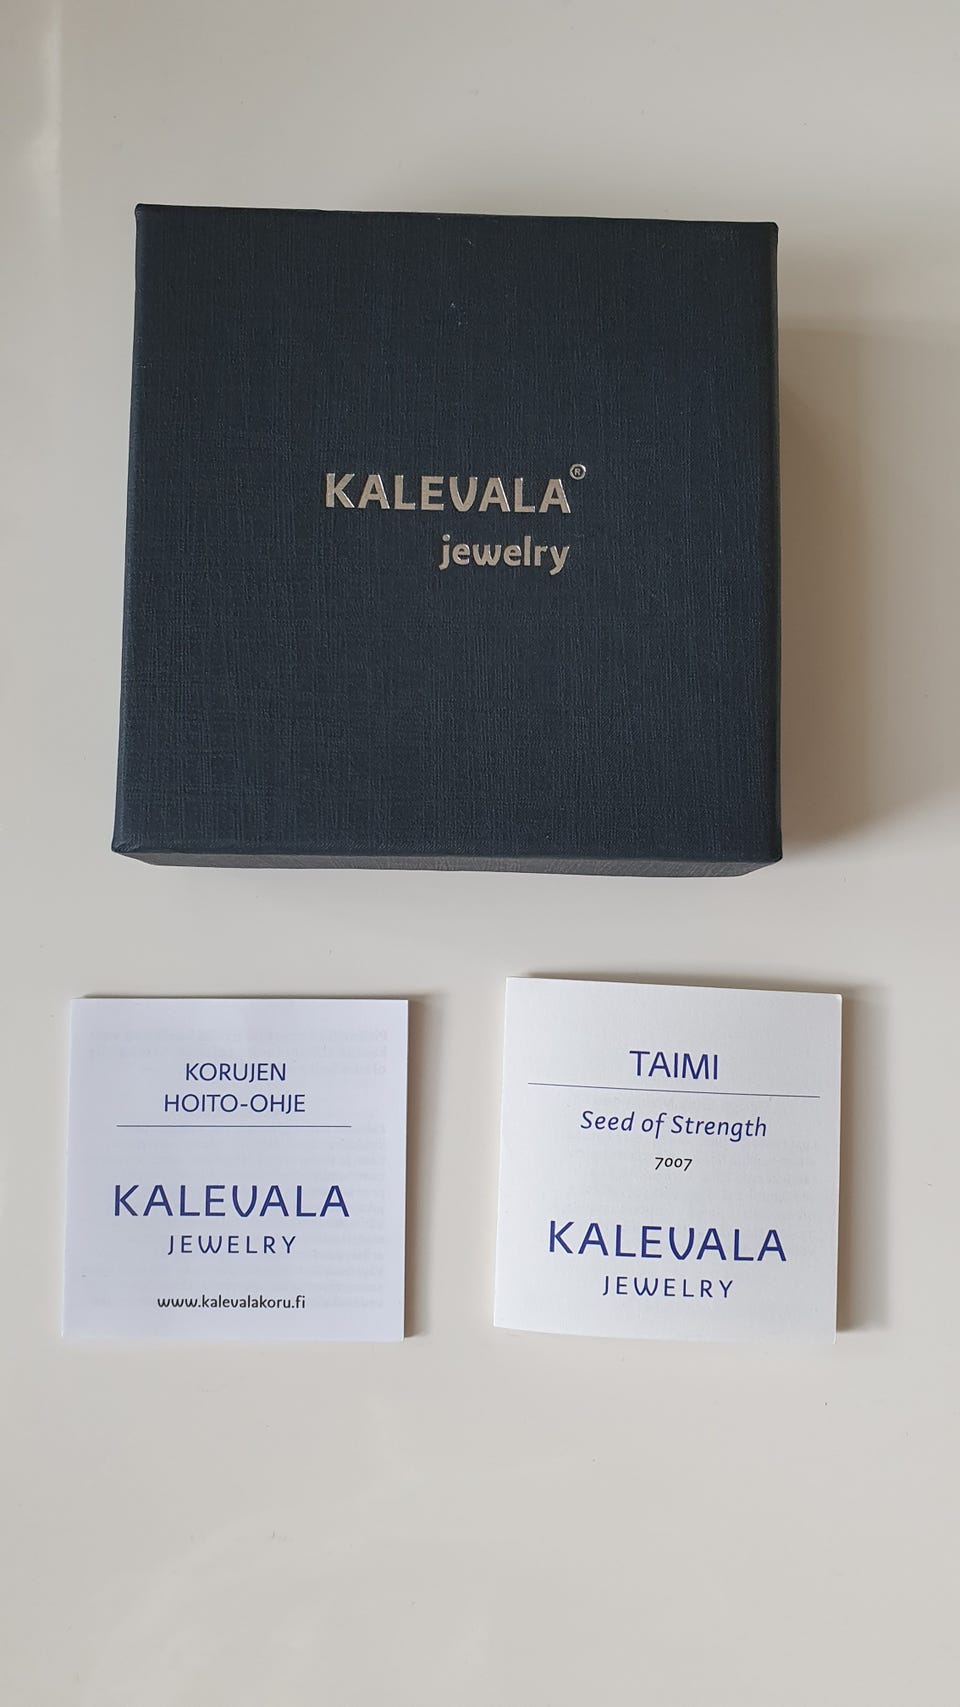 KALEVALA®
jewelry
KORUJEN
HOITO-OHJE
KALEVALA
JEWELRY
www.kalevalakoru.fi
TAIMI
Seed of Strength
7007
KALEVALA
JEWELRY